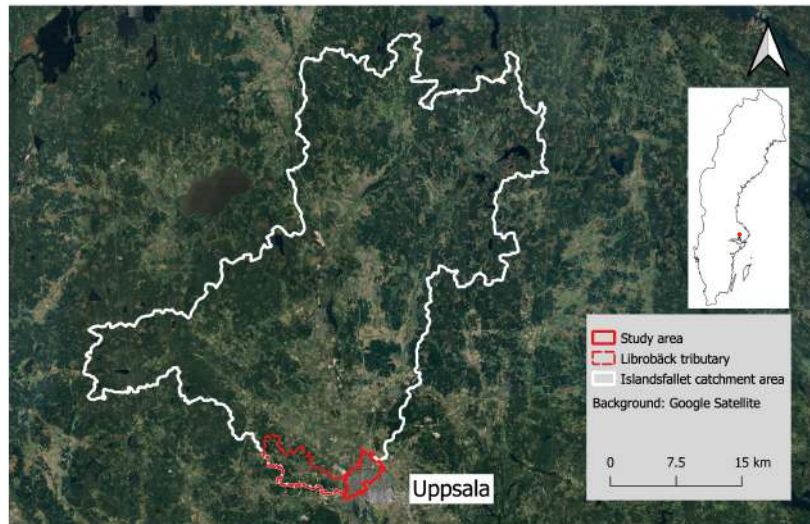 Study area
Librobäck tributary
Islandsfallet catchment area
Background: Google Satellite
0 7.5 15 km
Uppsala